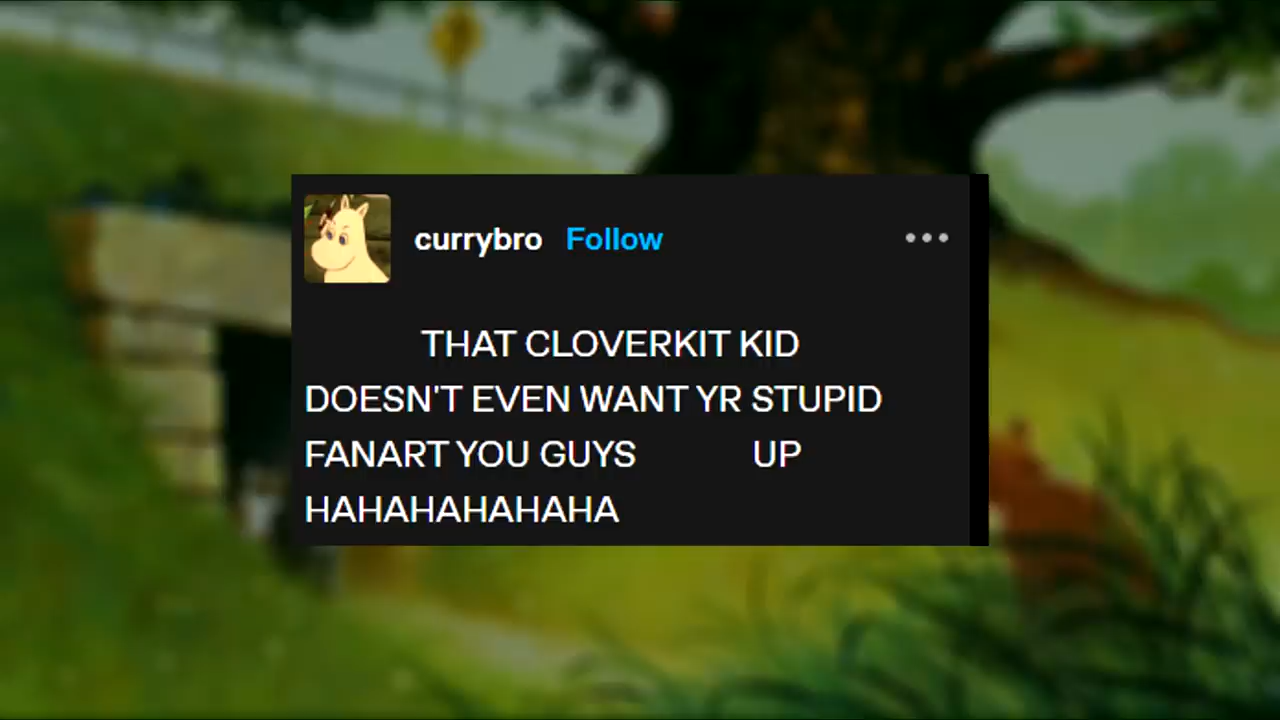 currybro Follow
THAT CLOVERKIT KID
DOESN'T EVEN WANT YR STUPID
FANART YOU GUYS UP
HAHAHAHAHAHA